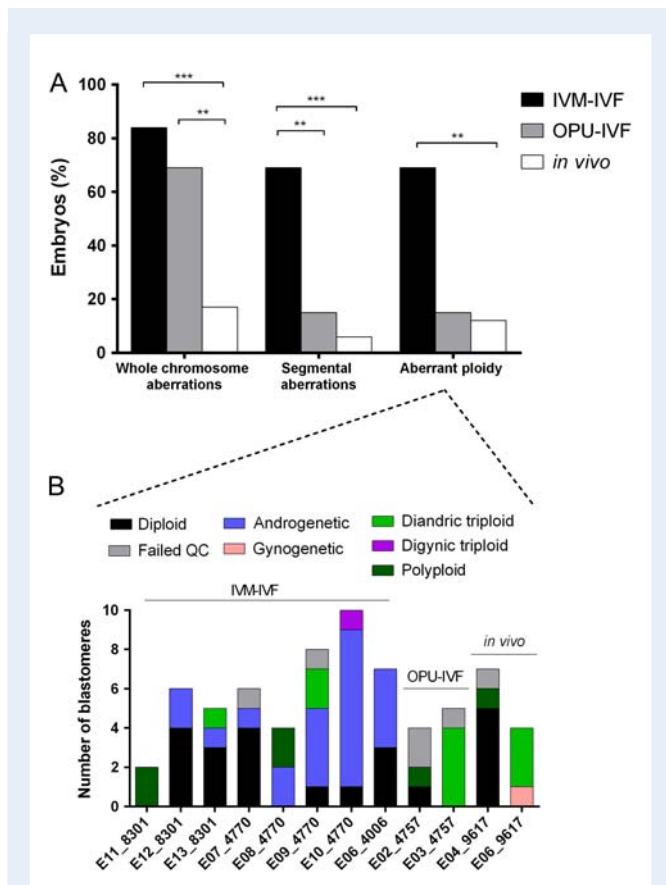 A
100
80
60
40
20
0
Embryos (%)
***
**
***
**
**
IVM-IVF
OPU-IVF
in vivo
Whole chromosome aberrations
Segmental aberrations
Aberrant ploidy
B
Diploid
Failed QC
Androgenetic
Gynogenetic
Diandric triploid
Digynic triploid
Polyploid
IVM-IVF
OPU-IVF
in vivo
10
8
6
4
2
0
Number of blastomeres
E11_8301
E12_8301
E13_8301
E07_4770
E08_4770
E09_4770
E10_4770
E06_4006
E02_4757
E03_4757
E04_9617
E06_9617